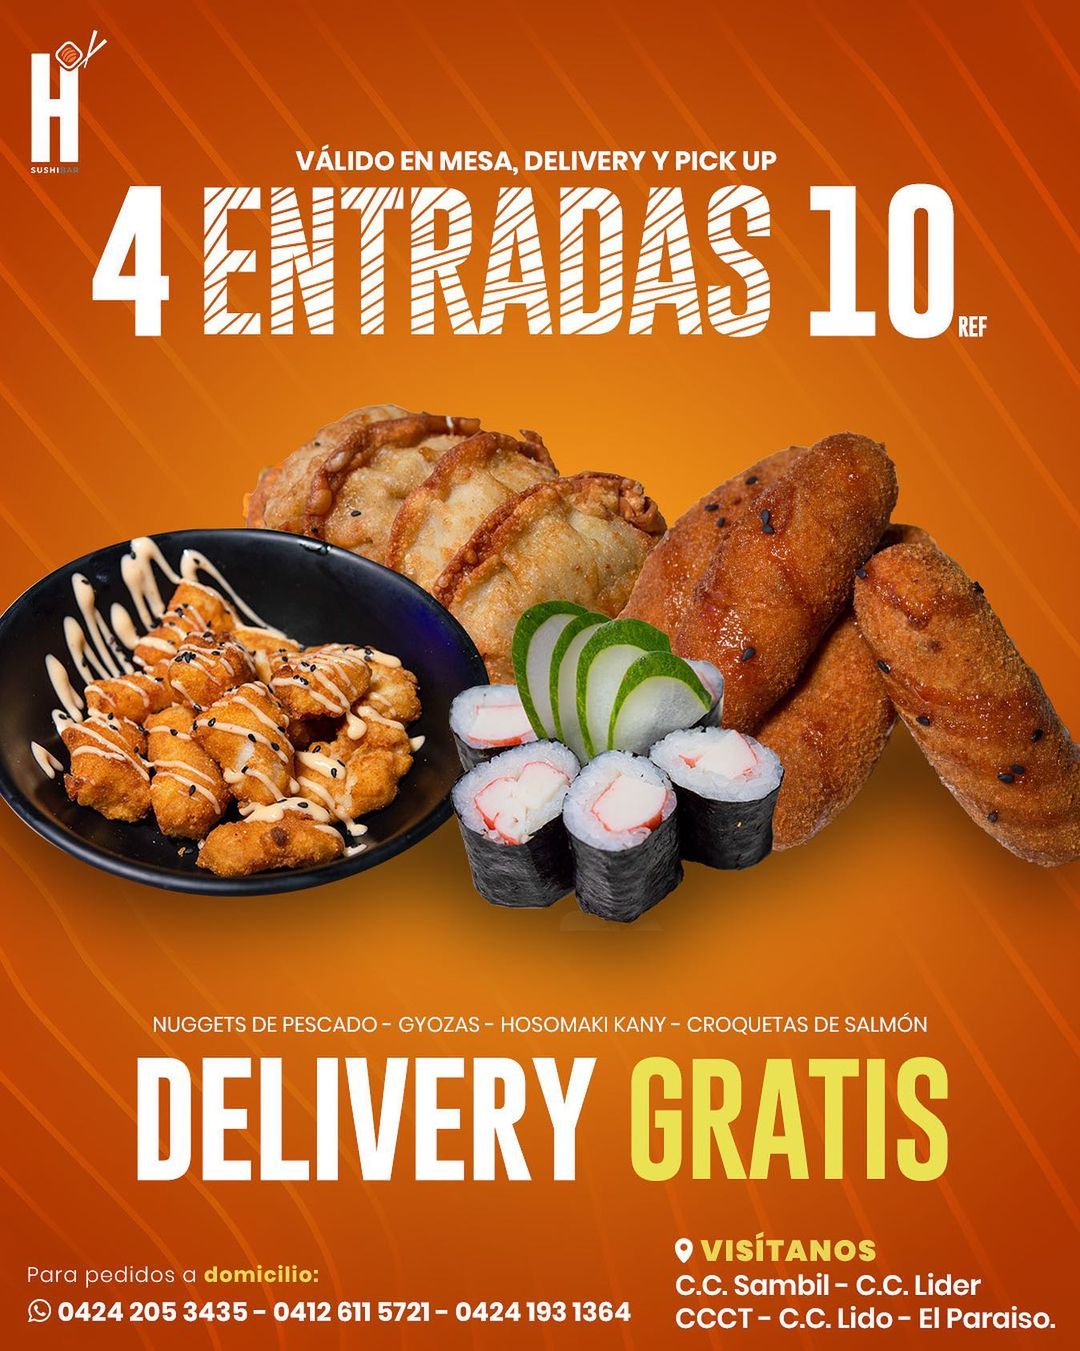 H
SUSHIBAR
VÁLIDO EN MESA, DELIVERY Y PICK UP
4 ENTRADAS 10 REF
NUGGETS DE PESCADO - GYOZAS - HOSOMAKI KANY - CROQUETAS DE SALMÓN
DELIVERY GRATIS
Para pedidos a domicilio:
0424 205 3435 - 0412 611 5721 - 0424 193 1364
VISÍTANOS
C.C. Sambil - C.C. Lider
CCCT - C.C. Lido - El Paraiso.